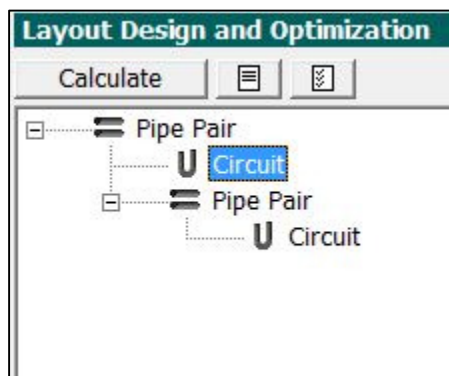 Layout Design and Optimization
Calculate
Pipe Pair
Circuit
Pipe Pair
Circuit